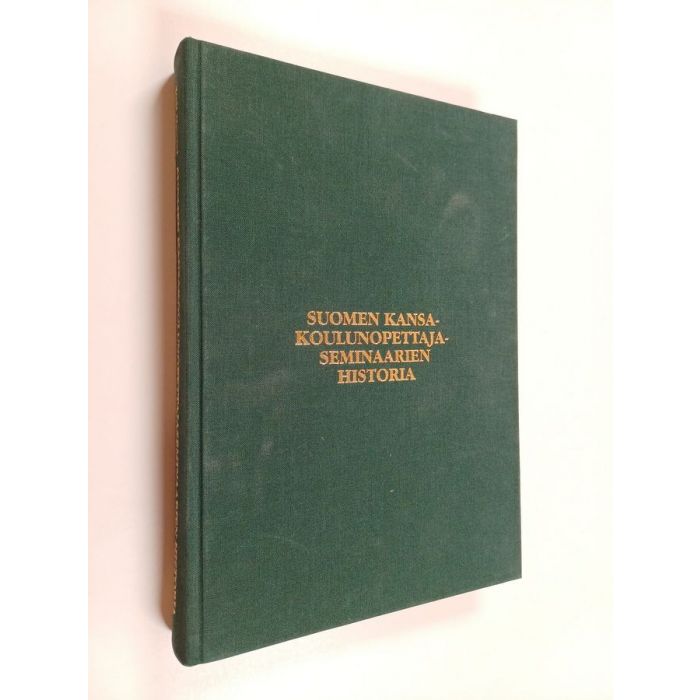 SUOMEN KANSA-
KOULUNOPETTAJA-
SEMINAARIEN
HISTORIA